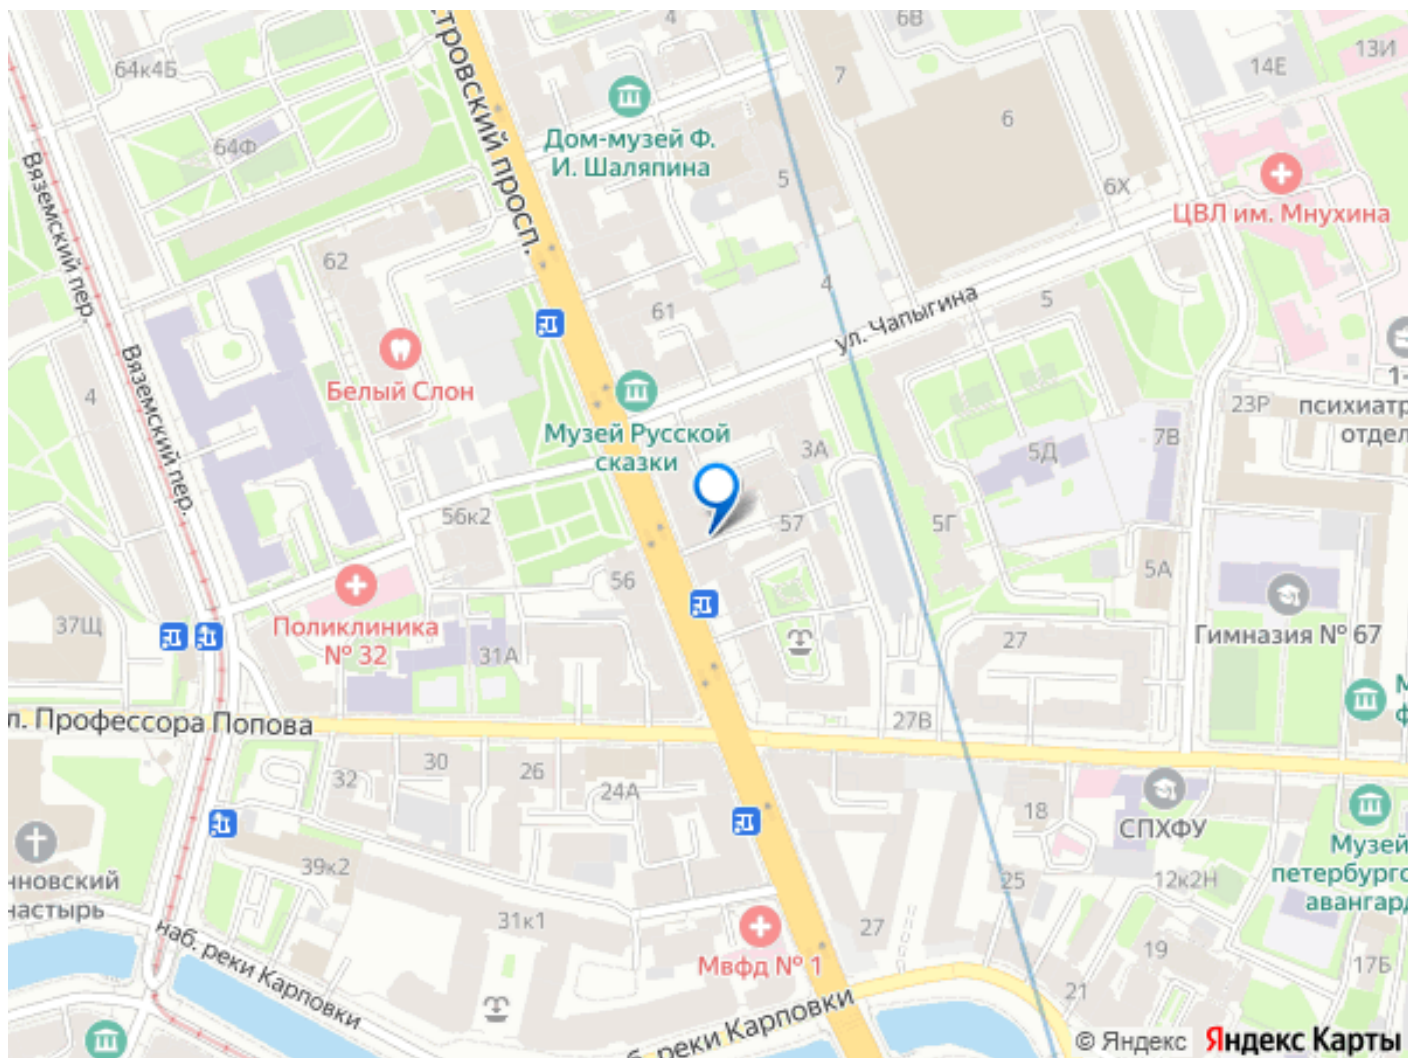 4
6В
64к4Б
13И
14Е
7
6
тровский просп.
Дом-музей Ф.
И. Шаляпина
64Ф
Вяземский пер.
5
6Х
ЦВЛ им. Мнухина
62
61
4
ул. Чапыгина
5
Белый Слон
Вяземский пер.
4
1-
психиатр
отдел
23Р
Музей Русской
сказки
3А
5Д
7В
56к2
57
5Г
56
5А
37Щ
Поликлиника
№ 32
31А
27
Гимназия № 67
М
ф
л. Профессора Попова
27В
32
30
26
24А
18
СПХФУ
Музей
петербургс
авангард
нновский
настырь
39к2
31к1
25
12к2Н
наб. реки Карповки
27
19
17Б
Мвфд № 1
21
б. реки Карповки
© Яндекс Яндекс Карты